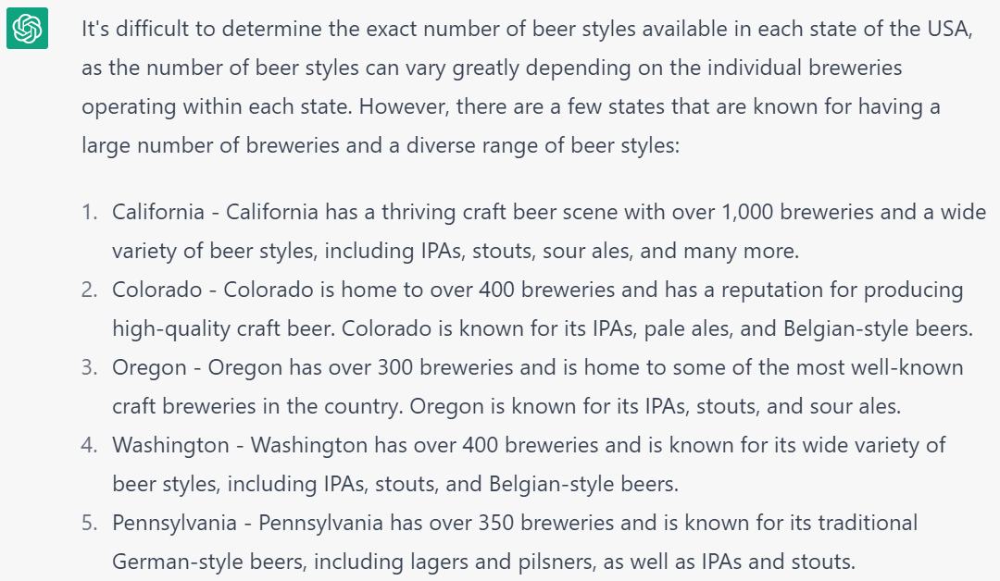 It's difficult to determine the exact number of beer styles available in each state of the USA,
as the number of beer styles can vary greatly depending on the individual breweries
operating within each state. However, there are a few states that are known for having a
large number of breweries and a diverse range of beer styles:
1. California - California has a thriving craft beer scene with over 1,000 breweries and a wide
variety of beer styles, including IPAs, stouts, sour ales, and many more.
2. Colorado - Colorado is home to over 400 breweries and has a reputation for producing
high-quality craft beer. Colorado is known for its IPAs, pale ales, and Belgian-style beers.
3. Oregon - Oregon has over 300 breweries and is home to some of the most well-known
craft breweries in the country. Oregon is known for its IPAs, stouts, and sour ales.
4. Washington - Washington has over 400 breweries and is known for its wide variety of
beer styles, including IPAs, stouts, and Belgian-style beers.
5. Pennsylvania - Pennsylvania has over 350 breweries and is known for its traditional
German-style beers, including lagers and pilsners, as well as IPAs and stouts.